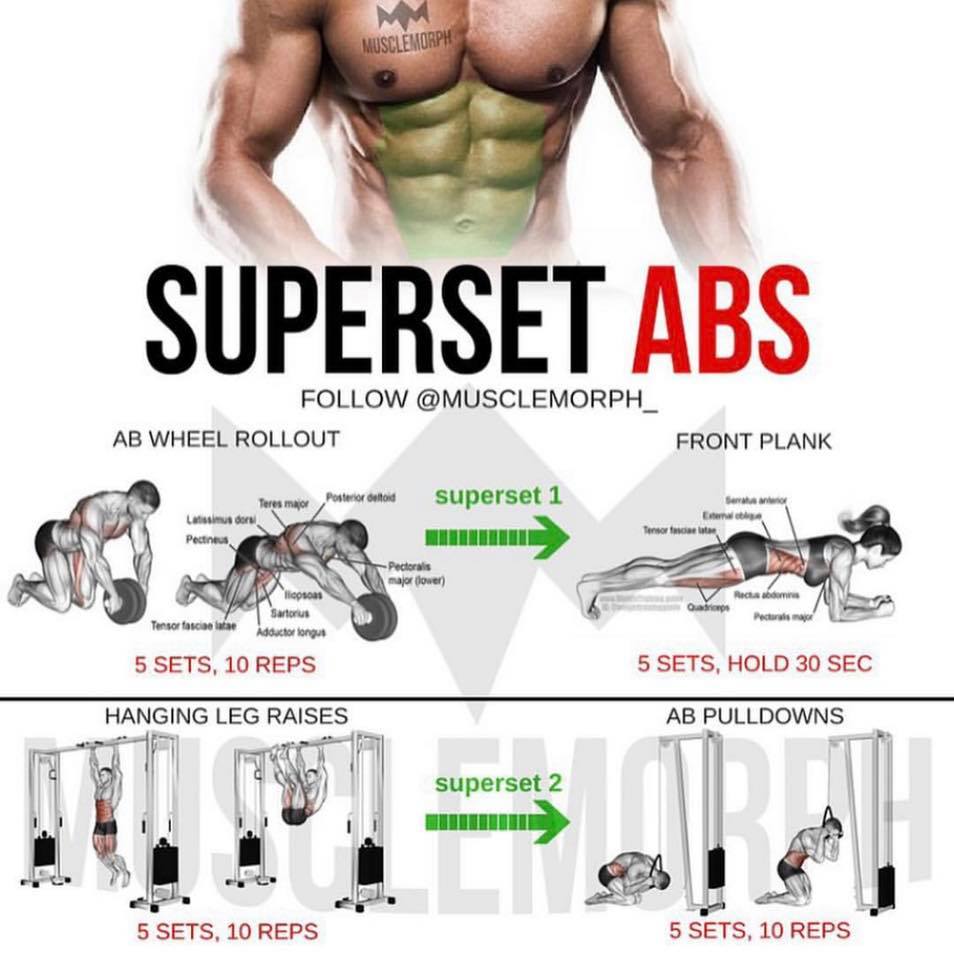 MUSCLEMORPH
SUPERSET ABS
FOLLOW @MUSCLEMORPH_
AB WHEEL ROLLOUT
FRONT PLANK
superset 1
Teres major
Posterior deltoid
Latissimus dorsi
Pectineus
Pectoralis
major (lower)
Iliopsoas
Sartorius
Tensor fasciae latae
Adductor longus
Serratus anterior
External oblique
Tensor fasciae latae
Rectus abdominis
Quadriceps
Pectoralis major
5 SETS, 10 REPS
5 SETS, HOLD 30 SEC
HANGING LEG RAISES
AB PULLDOWNS
MUSCLEMORPH
superset 2
5 SETS, 10 REPS
5 SETS, 10 REPS